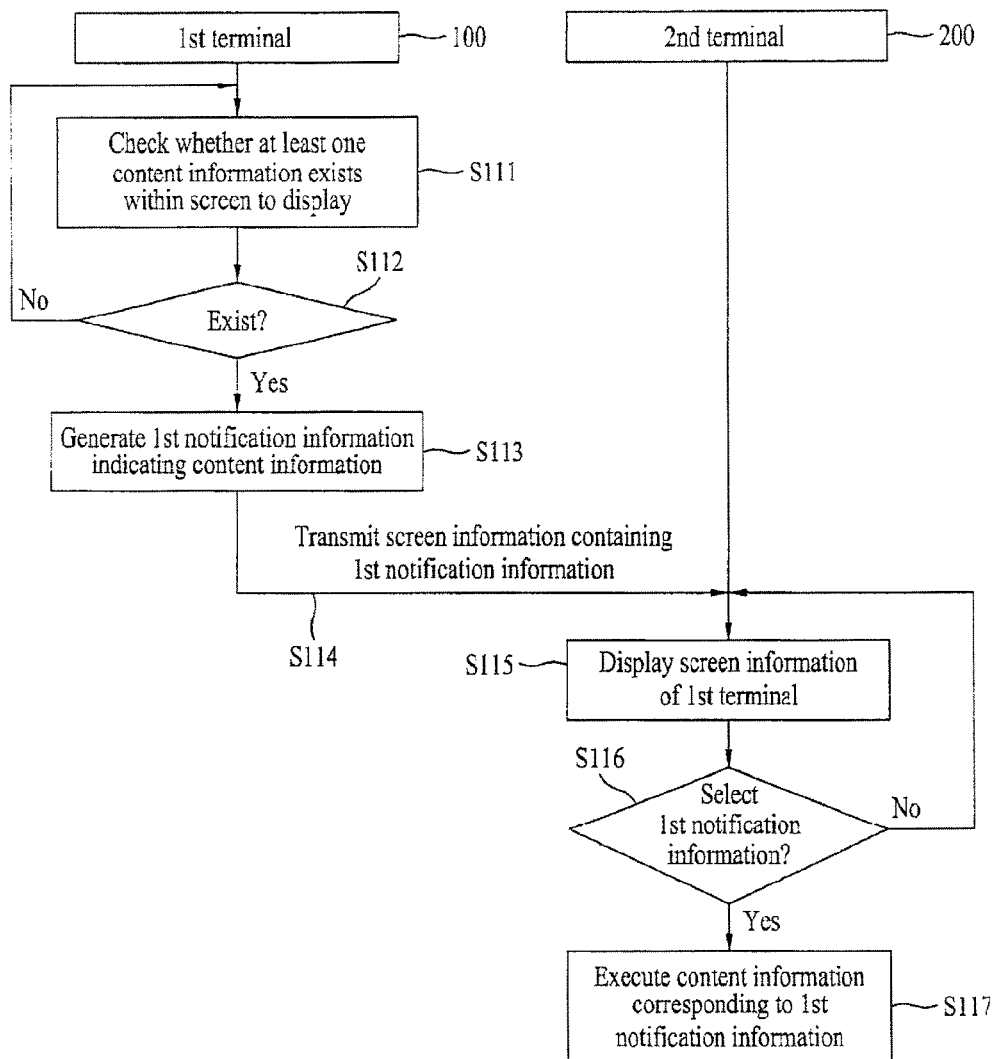 1st terminal
100
2nd terminal
200
Check whether at least one
content information exists
within screen to display
S111
S112
No
Exist?
Yes
Generate 1st notification information
indicating content information
S113
Transmit screen information containing
1st notification information
S114
S115
Display screen information
of 1st terminal
S116
Select
1st notification
information?
No
Yes
Execute content information
corresponding to 1st
notification information
S117